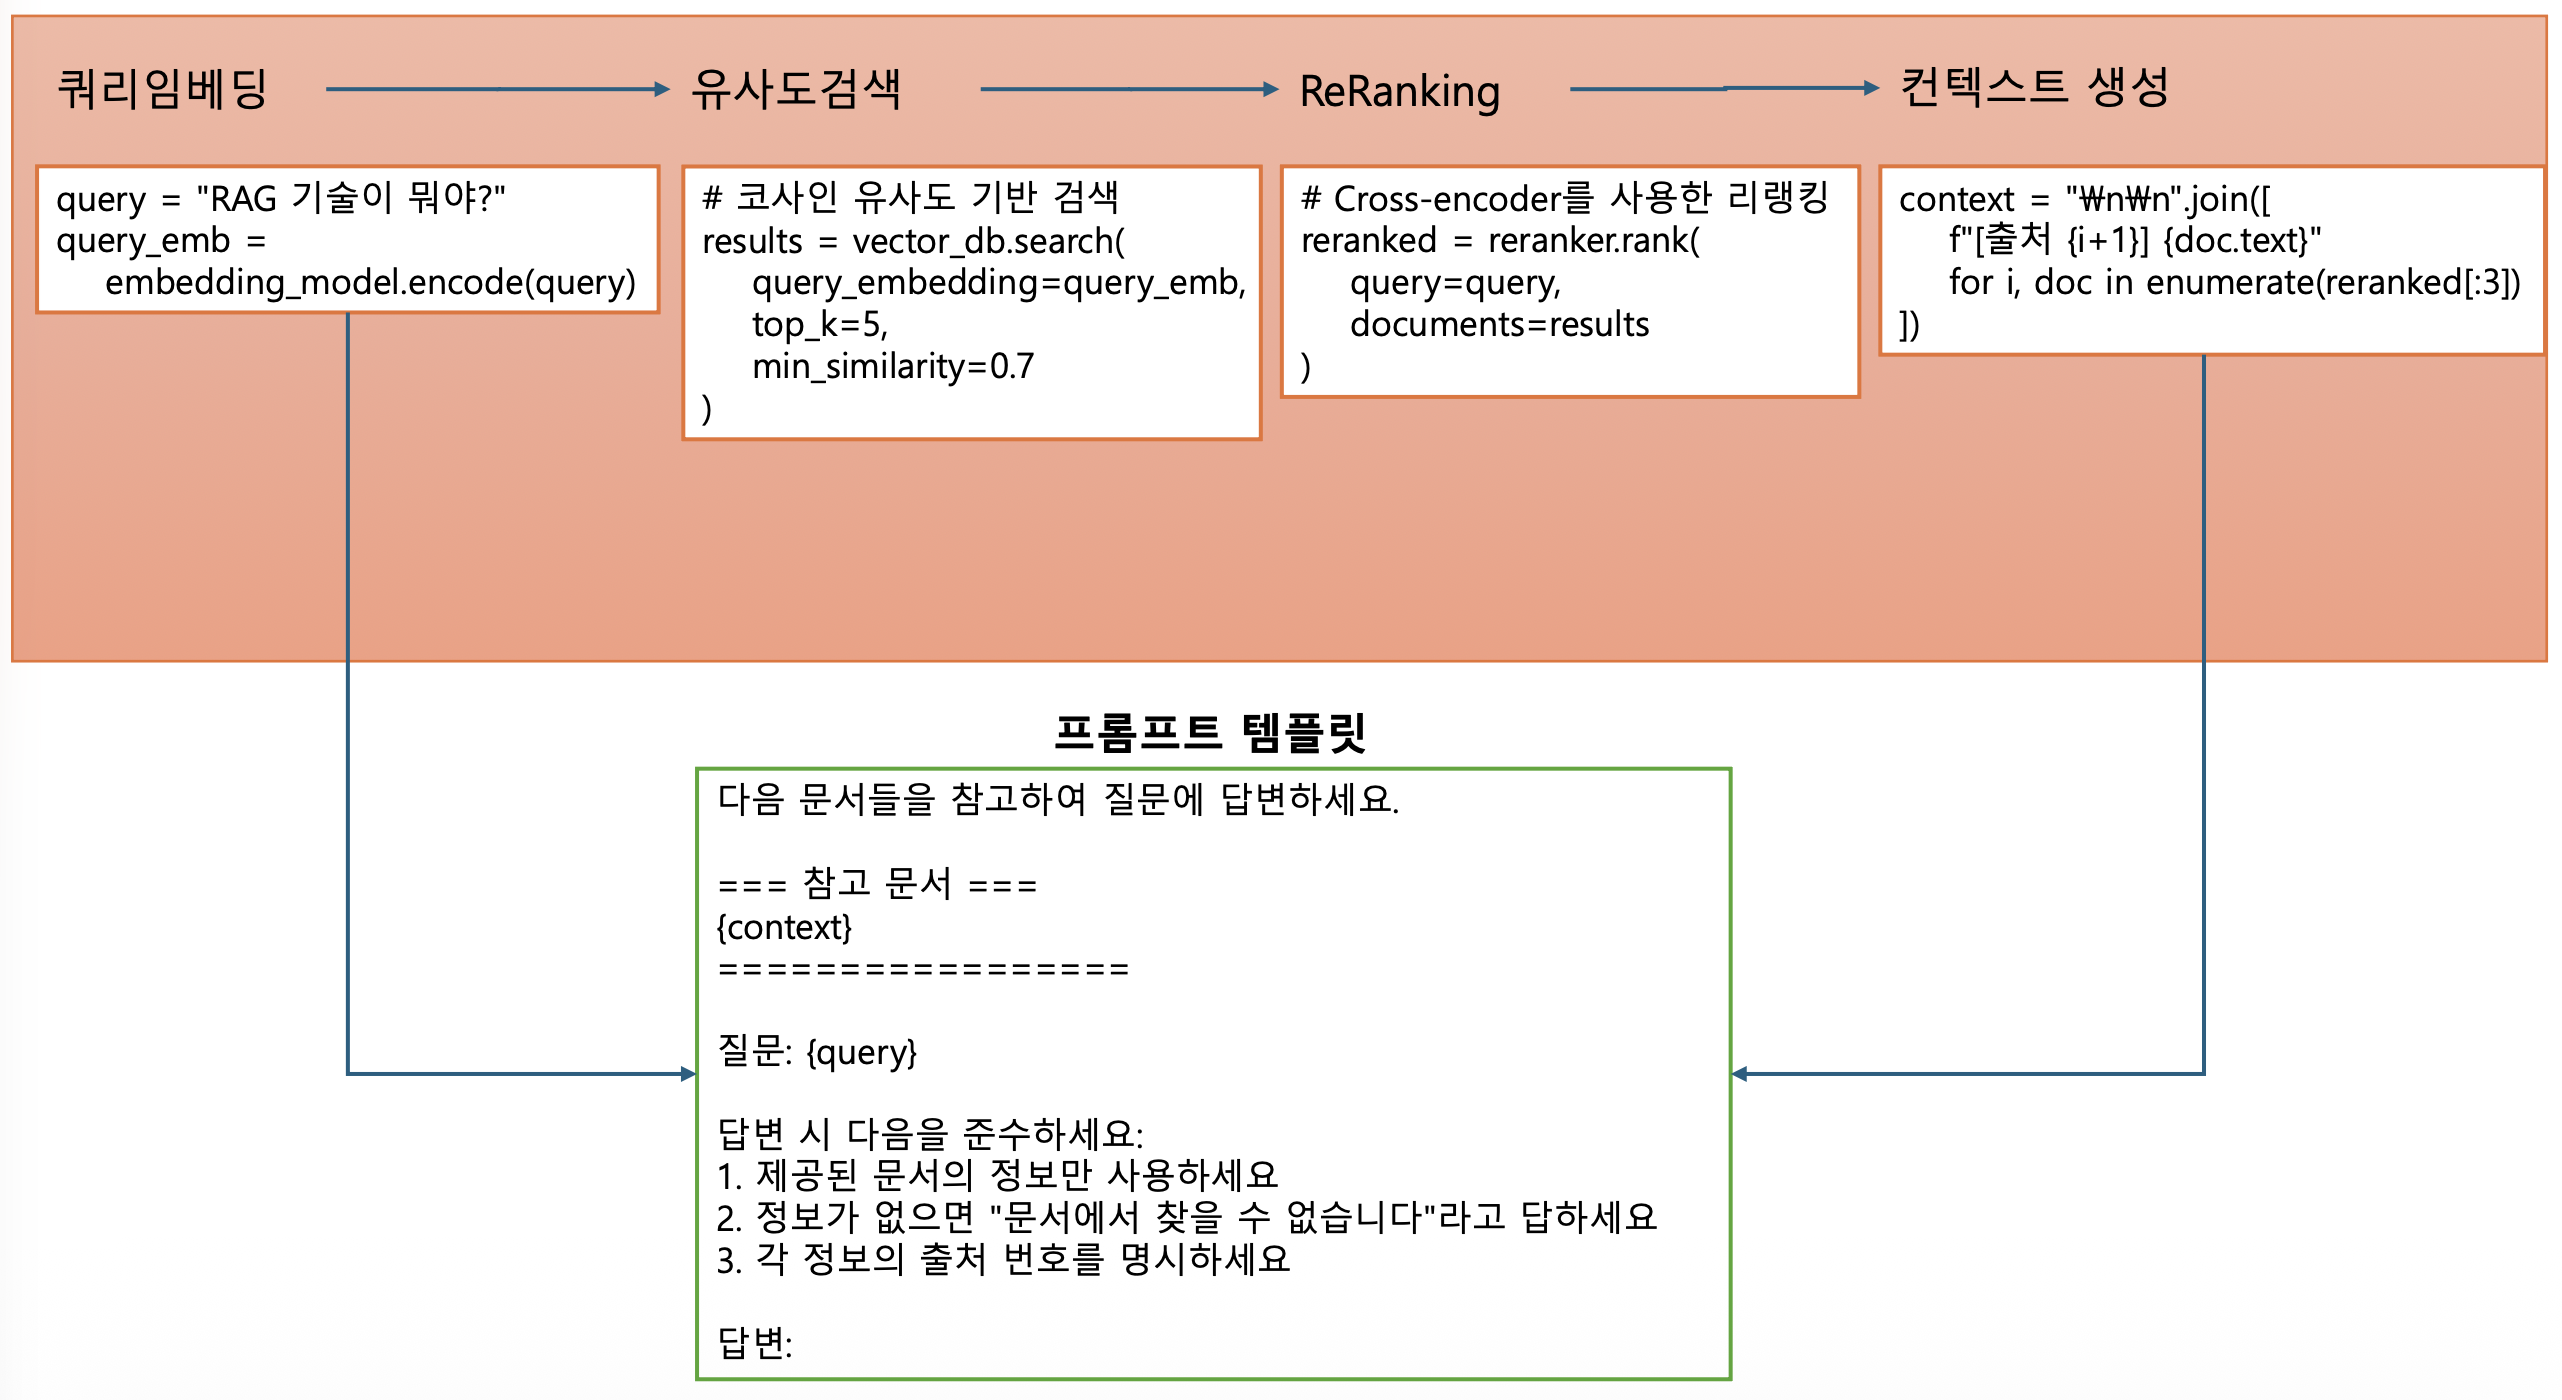 쿼리임베딩
유사도검색
ReRanking
컨텍스트 생성
query = "RAG 기술이 뭐야?"
query_emb =
embedding_model.encode(query)
# 코사인 유사도 기반 검색
results = vector_db.search(
query_embedding=query_emb,
top_k=5,
min_similarity=0.7
)
# Cross-encoder를 사용한 리랭킹
reranked = reranker.rank(
query=query,
documents=results
)
context = "₩n₩n".join([
f"[출처 {i+1}] {doc.text}"
for i, doc in enumerate(reranked[:3])
])
프롬프트 템플릿
다음 문서들을 참고하여 질문에 답변하세요.
=== 참고 문서 ===
{context}
=================
질문: {query}
답변 시 다음을 준수하세요:
1. 제공된 문서의 정보만 사용하세요
2. 정보가 없으면 "문서에서 찾을 수 없습니다"라고 답하세요
3. 각 정보의 출처 번호를 명시하세요
답변: